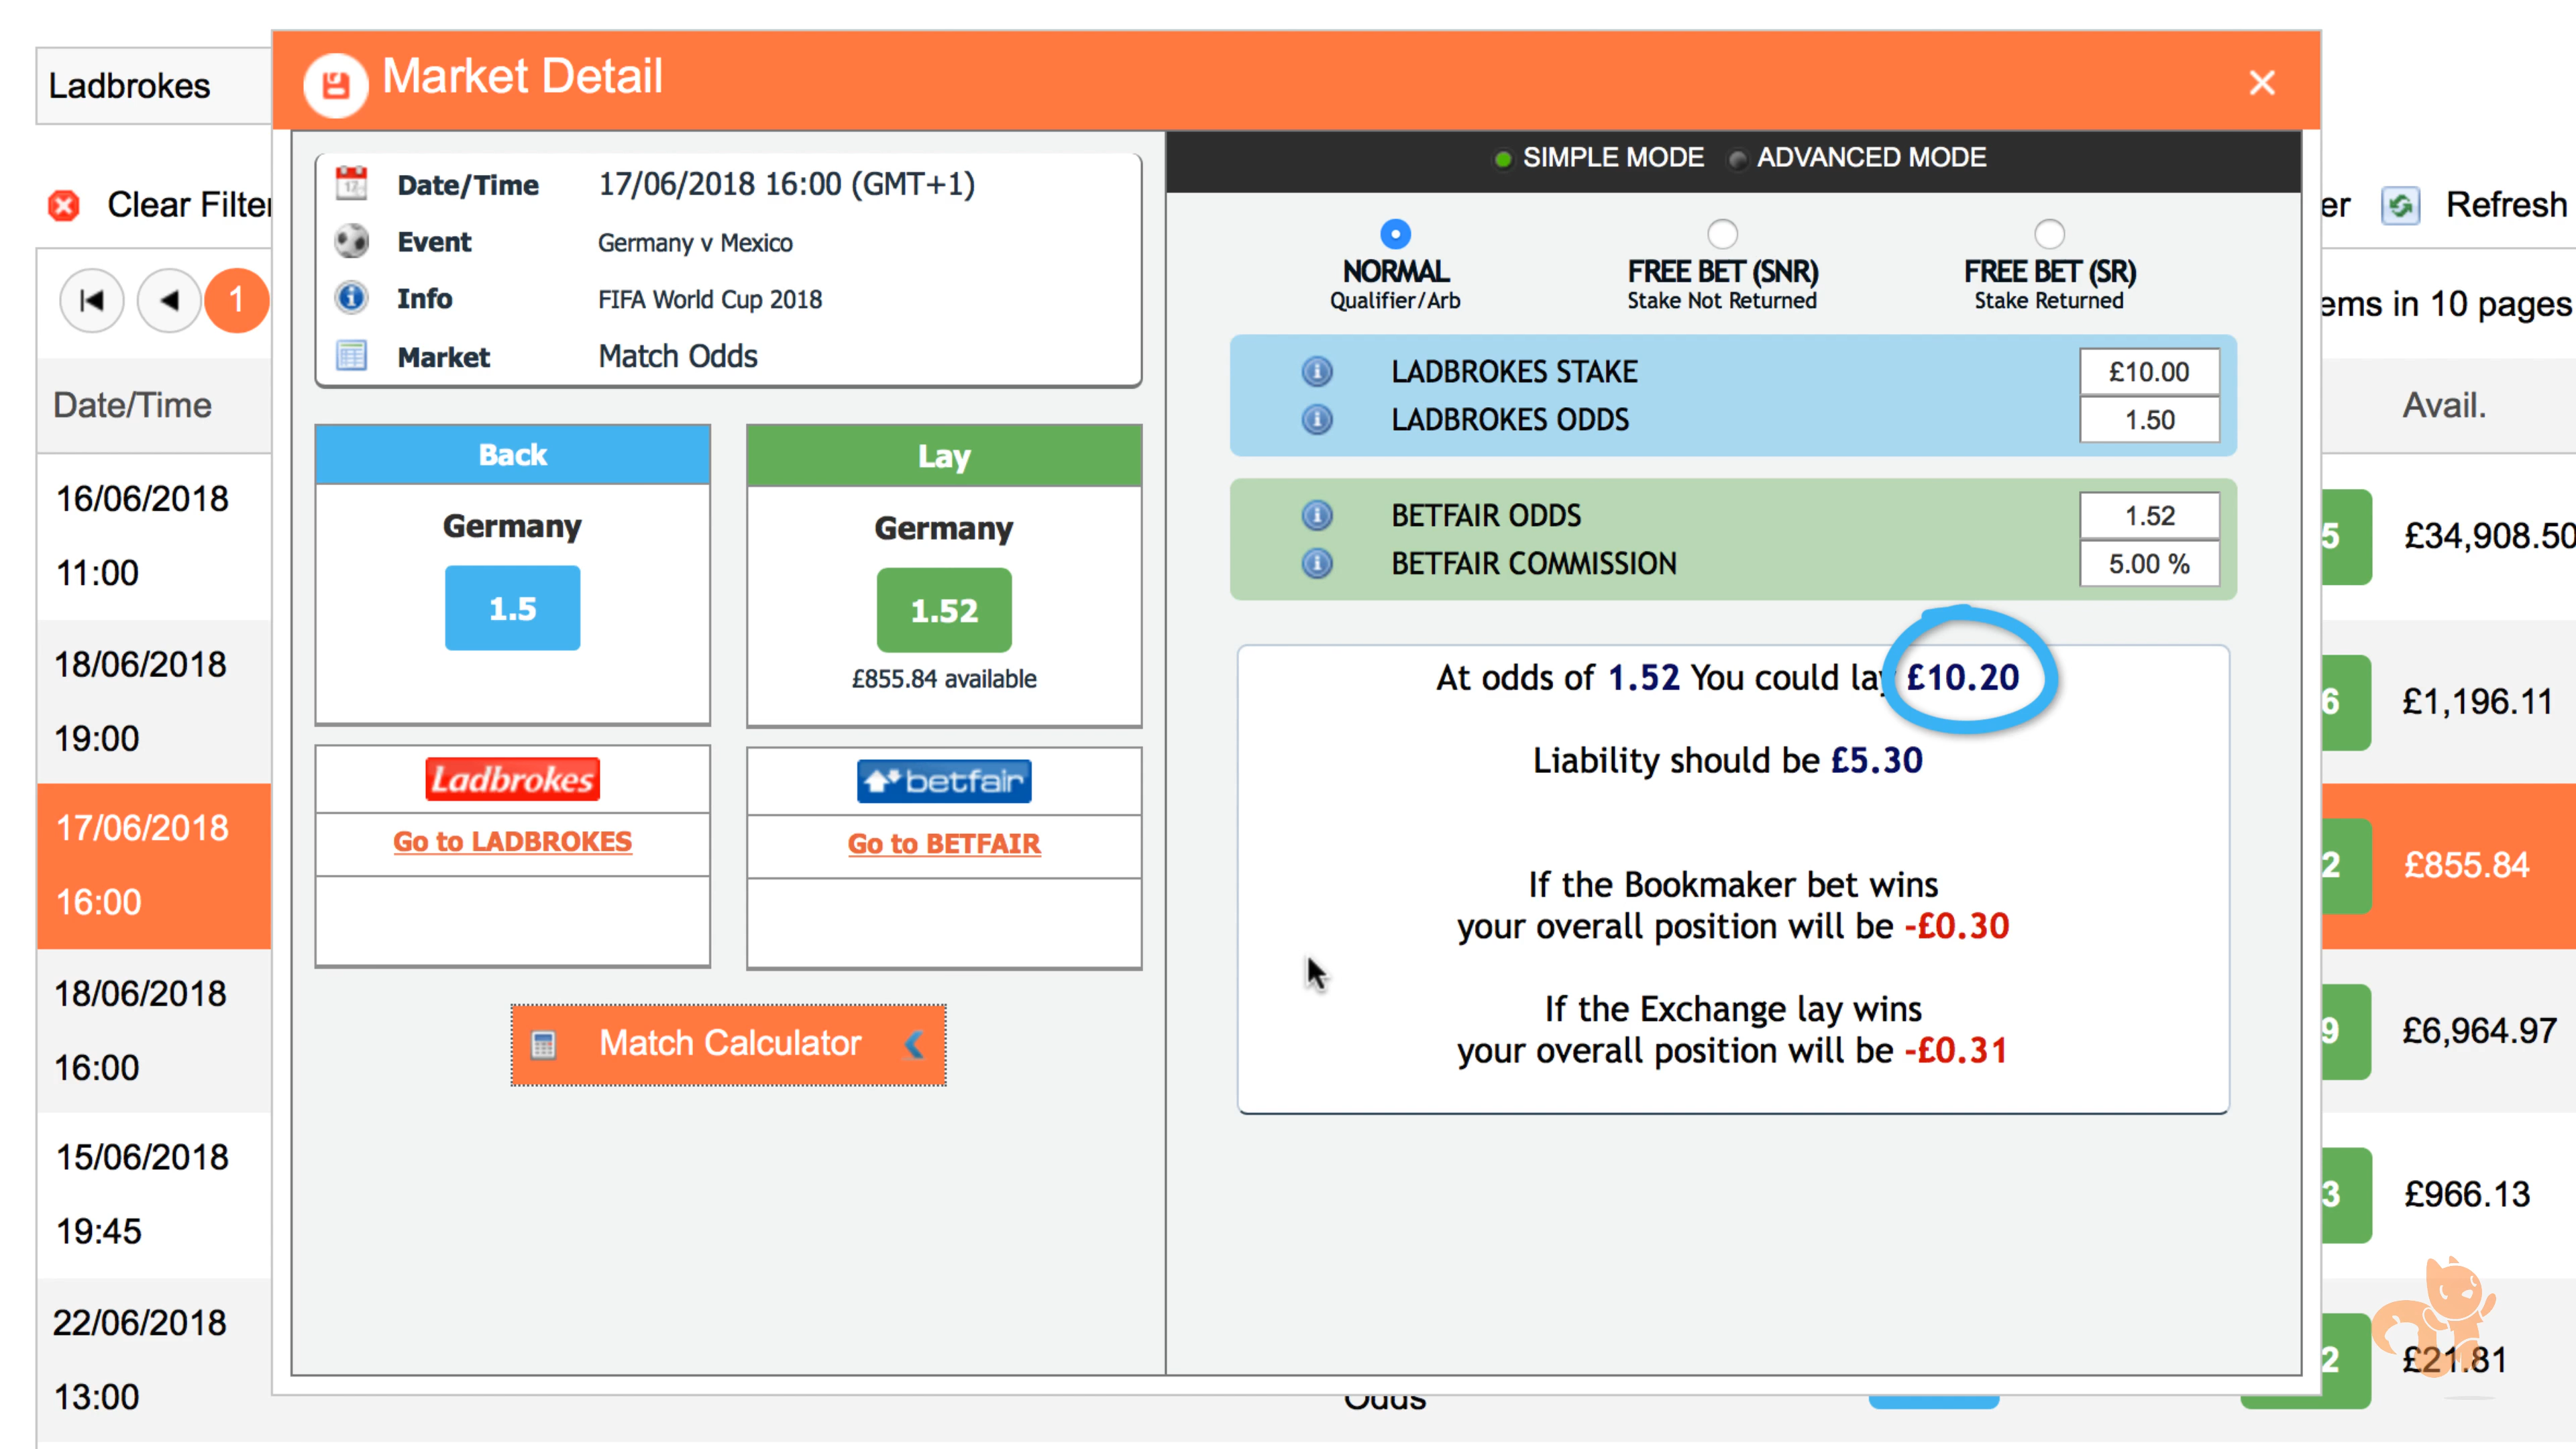 Ladbrokes
Market Detail
Clear Filter
er Refresh
1
ems in 10 pages
Date/Time
Avail.
16/06/2018
11:00
5 £34,908.50
18/06/2018
19:00
6 £1,196.11
17/06/2018
16:00
2 £855.84
18/06/2018
16:00
9 £6,964.97
15/06/2018
19:45
3 £966.13
22/06/2018
13:00
2 £21.81
Odds
Date/Time 17/06/2018 16:00 (GMT+1)
Event Germany v Mexico
Info FIFA World Cup 2018
Market Match Odds
Back
Germany
1.5
Ladbrokes
Go to LADBROKES
Lay
Germany
1.52
£855.84 available
betfair
Go to BETFAIR
Match Calculator
SIMPLE MODE ADVANCED MODE
NORMAL
Qualifier/Arb
FREE BET (SNR)
Stake Not Returned
FREE BET (SR)
Stake Returned
LADBROKES STAKE £10.00
LADBROKES ODDS 1.50
BETFAIR ODDS 1.52
BETFAIR COMMISSION 5.00 %
At odds of 1.52 You could lay £10.20
Liability should be £5.30
If the Bookmaker bet wins
your overall position will be -£0.30
If the Exchange lay wins
your overall position will be -£0.31